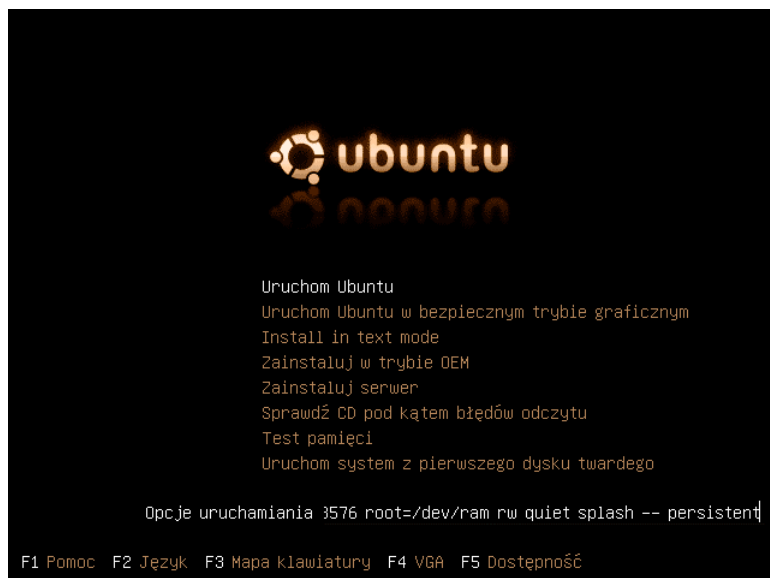 ubuntu
Uruchom Ubuntu
Uruchom Ubuntu w bezpiecznym trybie graficznym
Install in text mode
Zainstaluj w trybie OEM
Zainstaluj serwer
Sprawdź CD pod kątem błędów odczytu
Test pamięci
Uruchom system z pierwszego dysku twardego
Opcje uruchamiania 3576 root=/dev/ram rw quiet splash -- persistent
F1 Pomoc F2 Język F3 Mapa klawiatury F4 VGA F5 Dostępność